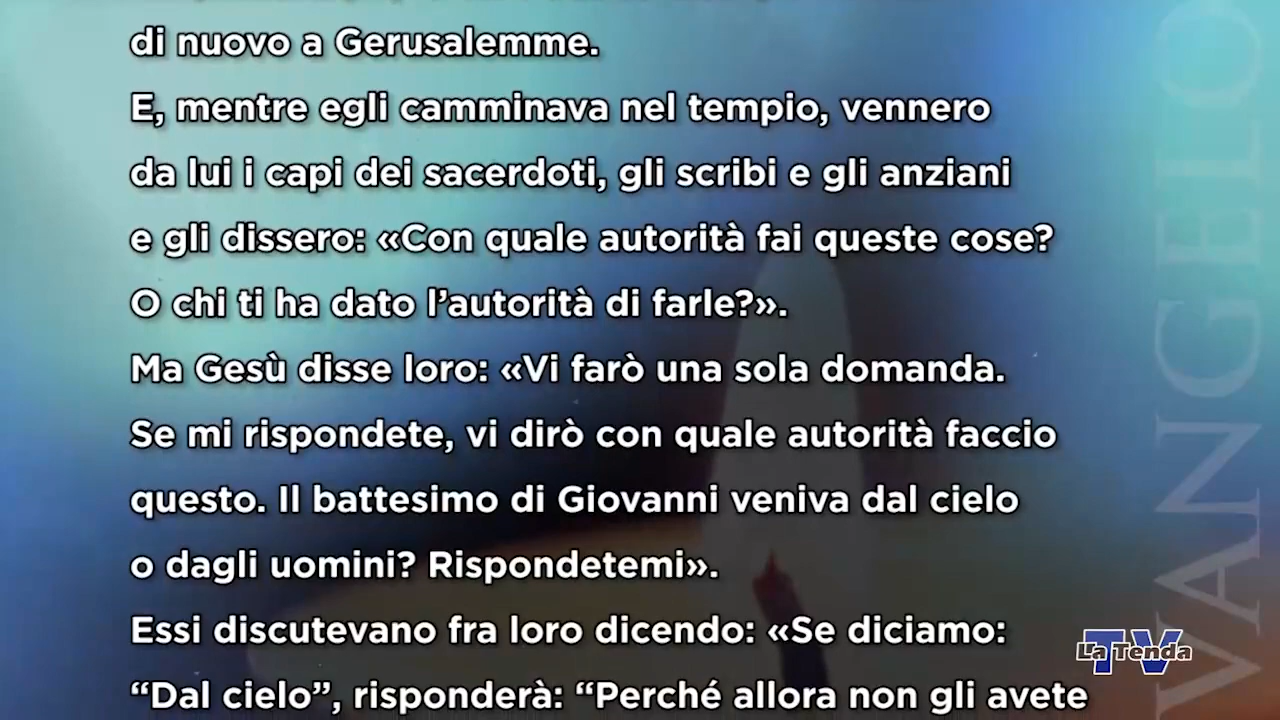 di nuovo a Gerusalemme.
E, mentre egli camminava nel tempio, vennero
da lui i capi dei sacerdoti, gli scribi e gli anziani
e gli dissero: «Con quale autorità fai queste cose?
O chi ti ha dato l’autorità di farle?».
Ma Gesù disse loro: «Vi farò una sola domanda.
Se mi rispondete, vi dirò con quale autorità faccio
questo. Il battesimo di Giovanni veniva dal cielo
o dagli uomini? Rispondetemi».
Essi discutevano fra loro dicendo: «Se diciamo:
“Dal cielo”, risponderà: “Perché allora non gli avete
VANGELO
TV
La Tenda